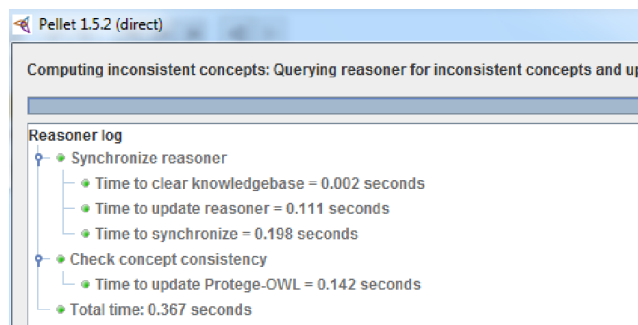 Pellet 1.5.2 (direct)
Computing inconsistent concepts: Querying reasoner for inconsistent concepts and
Reasoner log
Synchronize reasoner
Time to clear knowledgebase = 0.002 seconds
Time to update reasoner = 0.111 seconds
Time to synchronize = 0.198 seconds
Check concept consistency
Time to update Protege-OWL = 0.142 seconds
Total time: 0.367 seconds